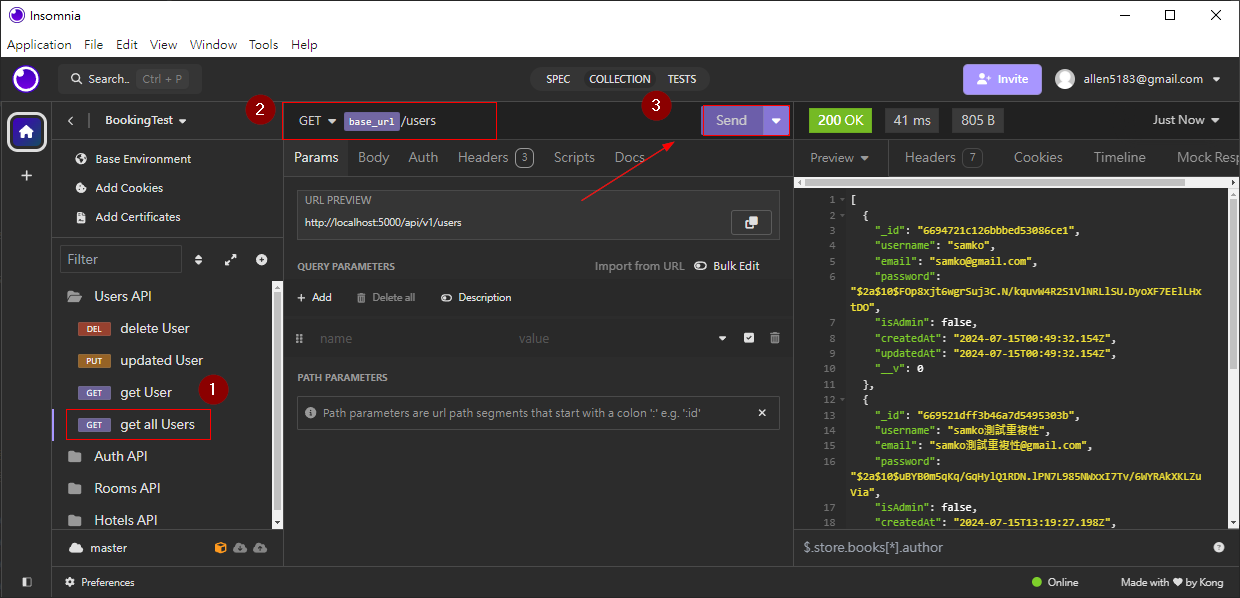 Insomnia
Application File Edit View Window Tools Help
Search.. Ctrl + P
SPEC COLLECTION TESTS
Invite
allen5183@gmail.com
BookingTest
Base Environment
Add Cookies
Add Certificates
Filter
Users API
DEL delete User
PUT updated User
GET get User
1
GET get all Users
Auth API
Rooms API
Hotels API
master
2
GET base_url /users
3
Send
Params Body Auth Headers 3 Scripts Docs
URL PREVIEW
http://localhost:5000/api/v1/users
QUERY PARAMETERS Import from URL Bulk Edit
Add Delete all Description
name value
PATH PARAMETERS
Path parameters are url path segments that start with a colon ':' e.g. ':id'
200 OK 41 ms 805 B Just Now
Preview Headers 7 Cookies Timeline Mock Resp
1 [
2 {
3 "_id": "6694721c126bbbed53086ce1",
4 "username": "samko",
5 "email": "samko@gmail.com",
6 "password":
"$2a$10$FOp8xjt6wgrSuj3C.N/kquvW4R2S1VlNRLlSU.DyoXF7EElLHx
tDO",
7 "isAdmin": false,
8 "createdAt": "2024-07-15T00:49:32.154Z",
9 "updatedAt": "2024-07-15T00:49:32.154Z",
10 "__v": 0
11 },
12 {
13 "_id": "669521dff3b46a7d5495303b",
14 "username": "samko測試重複性",
15 "email": "samko測試重複性@gmail.com",
16 "password":
"$2a$10$uBYB0m5qKq/GqHylQ1RDN.lPN7L985NWxxI7Tv/6WYRAkXKLZu
Via",
17 "isAdmin": false,
18 "createdAt": "2024-07-15T13:19:27.198Z",
$.store.books[*].author
Preferences
Online
Made with ❤ by Kong